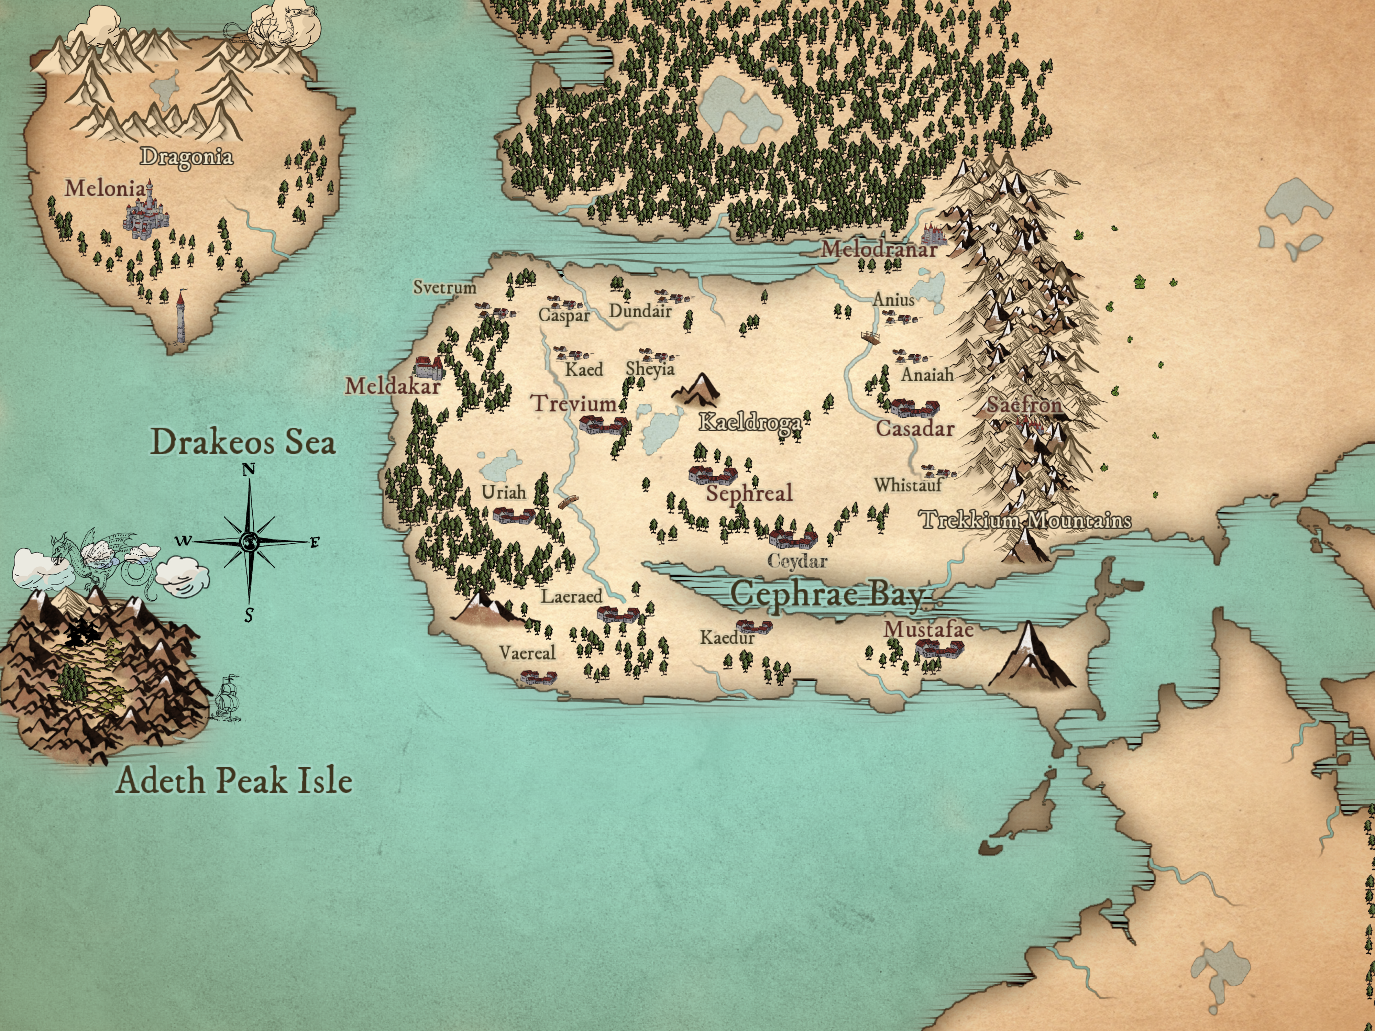 Dragonia
Melonia
Melodranar
Svetrum
Caspar
Dundair
Anius
Kaed
Sheyia
Anaiah
Meldakar
Trevium
Kaeldroga
Saefron
Casadar
Drakeos Sea
N
W
E
S
Uriah
Sephreal
Whistauf
Trekkium Mountains
Ceydar
Laeraed
Cephrae Bay
Kaedur
Mustafae
Vaereal
Adeth Peak Isle